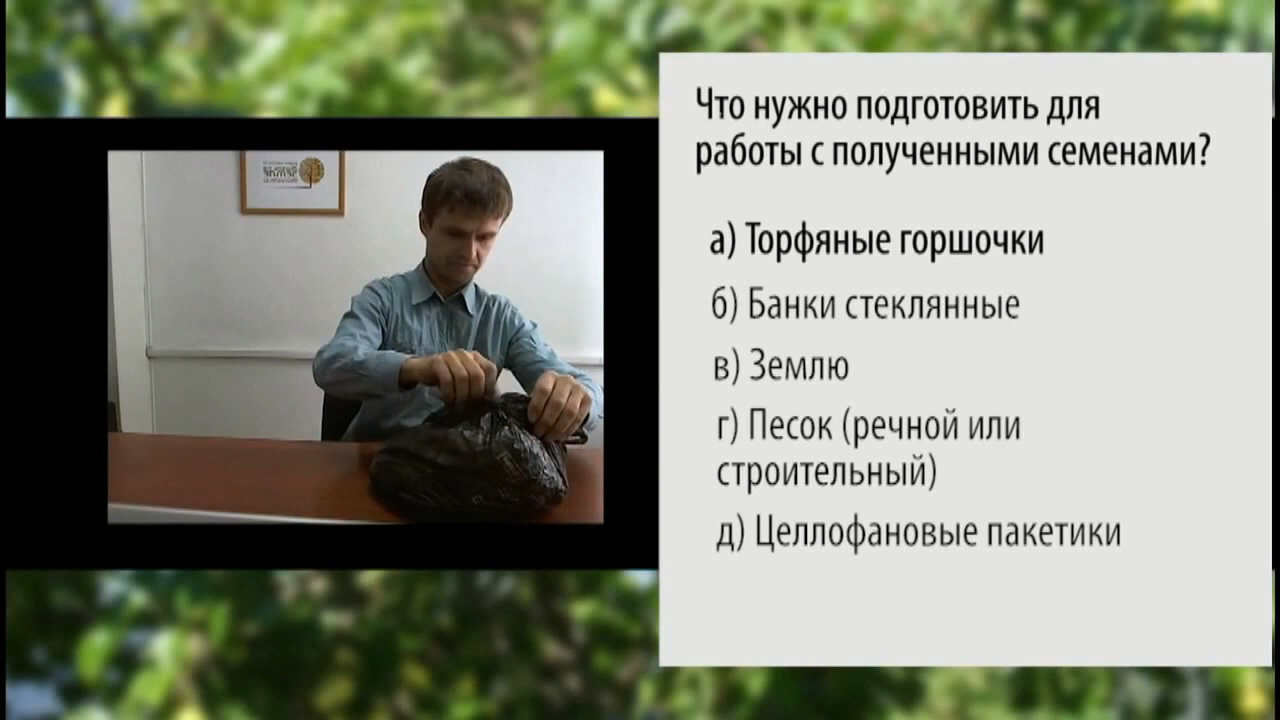 Что нужно подготовить для
работы с полученными семенами?
а) Торфяные горшочки
б) Банки стеклянные
в) Землю
г) Песок (речной или
строительный)
д) Целлофановые пакетики